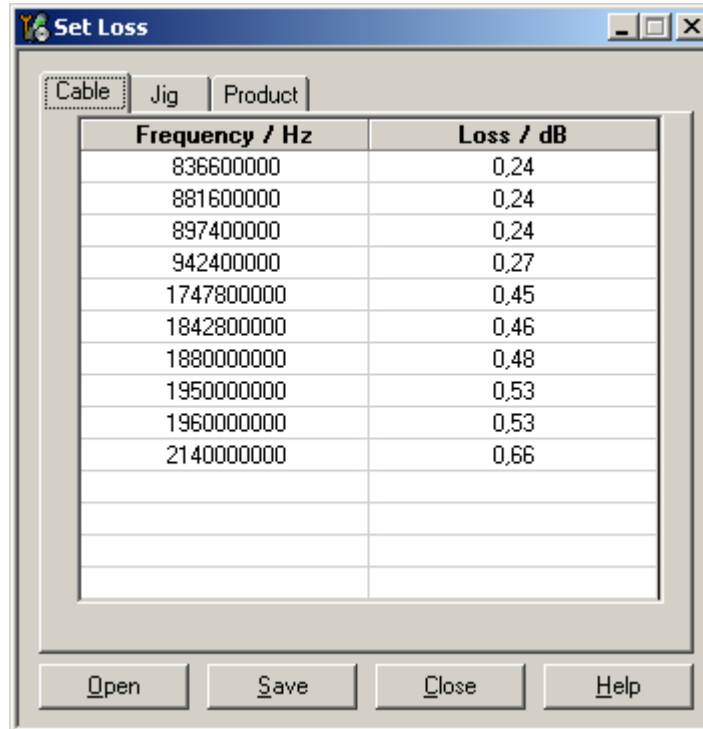 Set Loss
Cable Jig Product
Frequency / Hz Loss / dB
836600000 0,24
881600000 0,24
897400000 0,24
942400000 0,27
1747800000 0,45
1842800000 0,46
1880000000 0,48
1950000000 0,53
1960000000 0,53
2140000000 0,66
Open Save Close Help